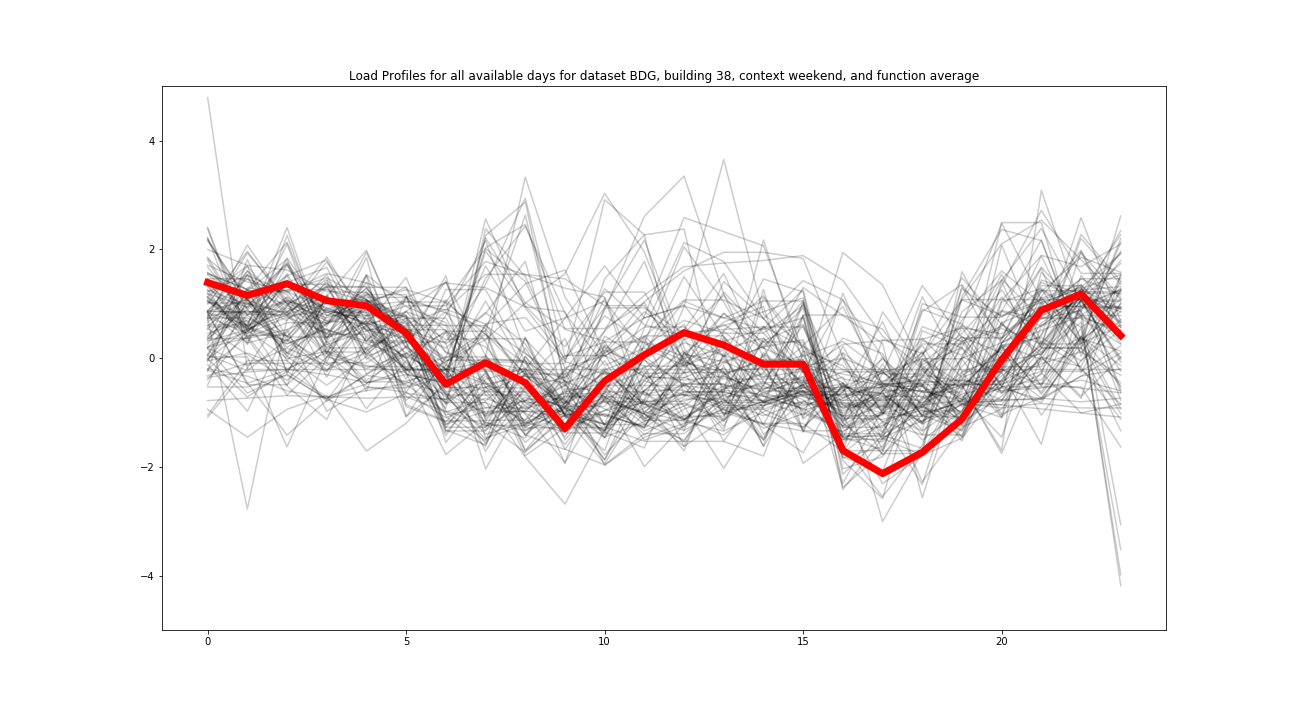 Load Profiles for all available days for dataset BDG, building 38, context weekend, and function average
4
2
0
−2
−4
0 5 10 15 20